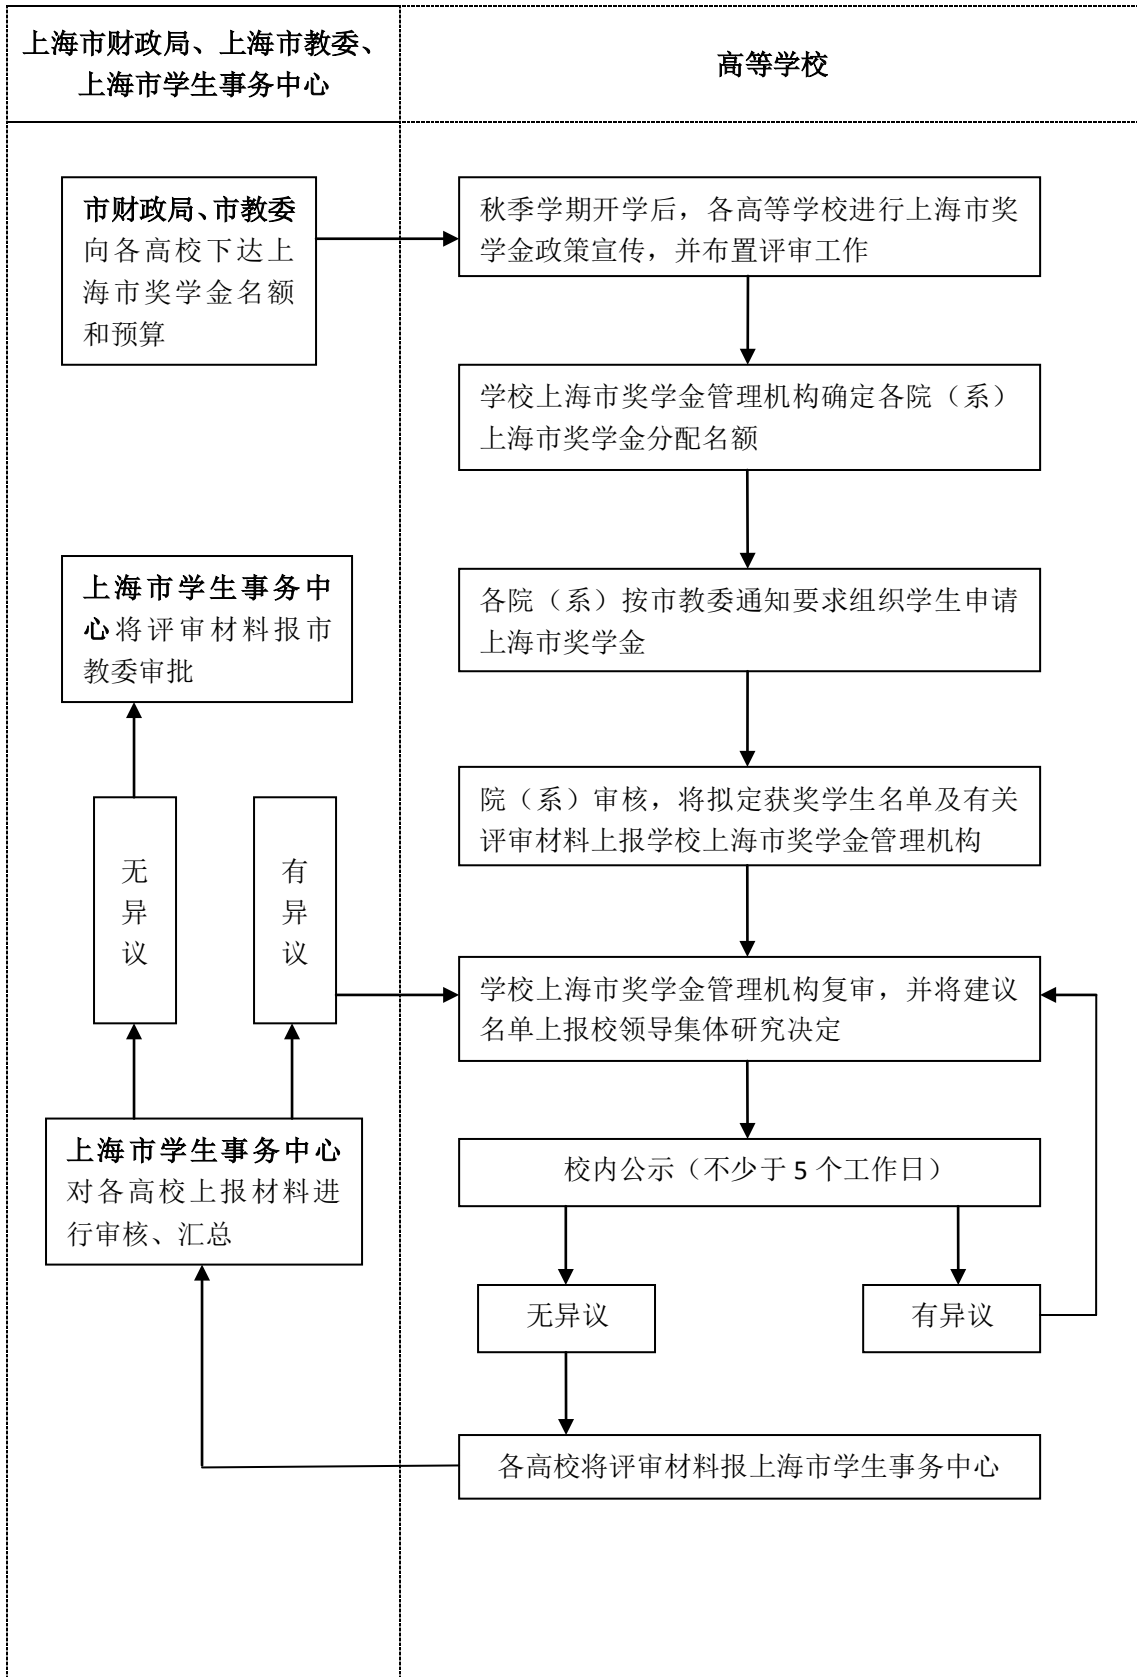 上海市财政局、上海市教委、
上海市学生事务中心
高等学校
市财政局、市教委
向各高校下达上
海市奖学金名额
和预算
秋季学期开学后，各高等学校进行上海市奖
学金政策宣传，并布置评审工作
学校上海市奖学金管理机构确定各院（系）
上海市奖学金分配名额
各院（系）按市教委通知要求组织学生申请
上海市奖学金
院（系）审核，将拟定获奖学生名单及有关
评审材料上报学校上海市奖学金管理机构
学校上海市奖学金管理机构复审，并将建议
名单上报校领导集体研究决定
校内公示（不少于 5 个工作日）
无异议
有异议
各高校将评审材料报上海市学生事务中心
上海市学生事务中心
对各高校上报材料进
行审核、汇总
无
异
议
有
异
议
上海市学生事务中
心将评审材料报市
教委审批